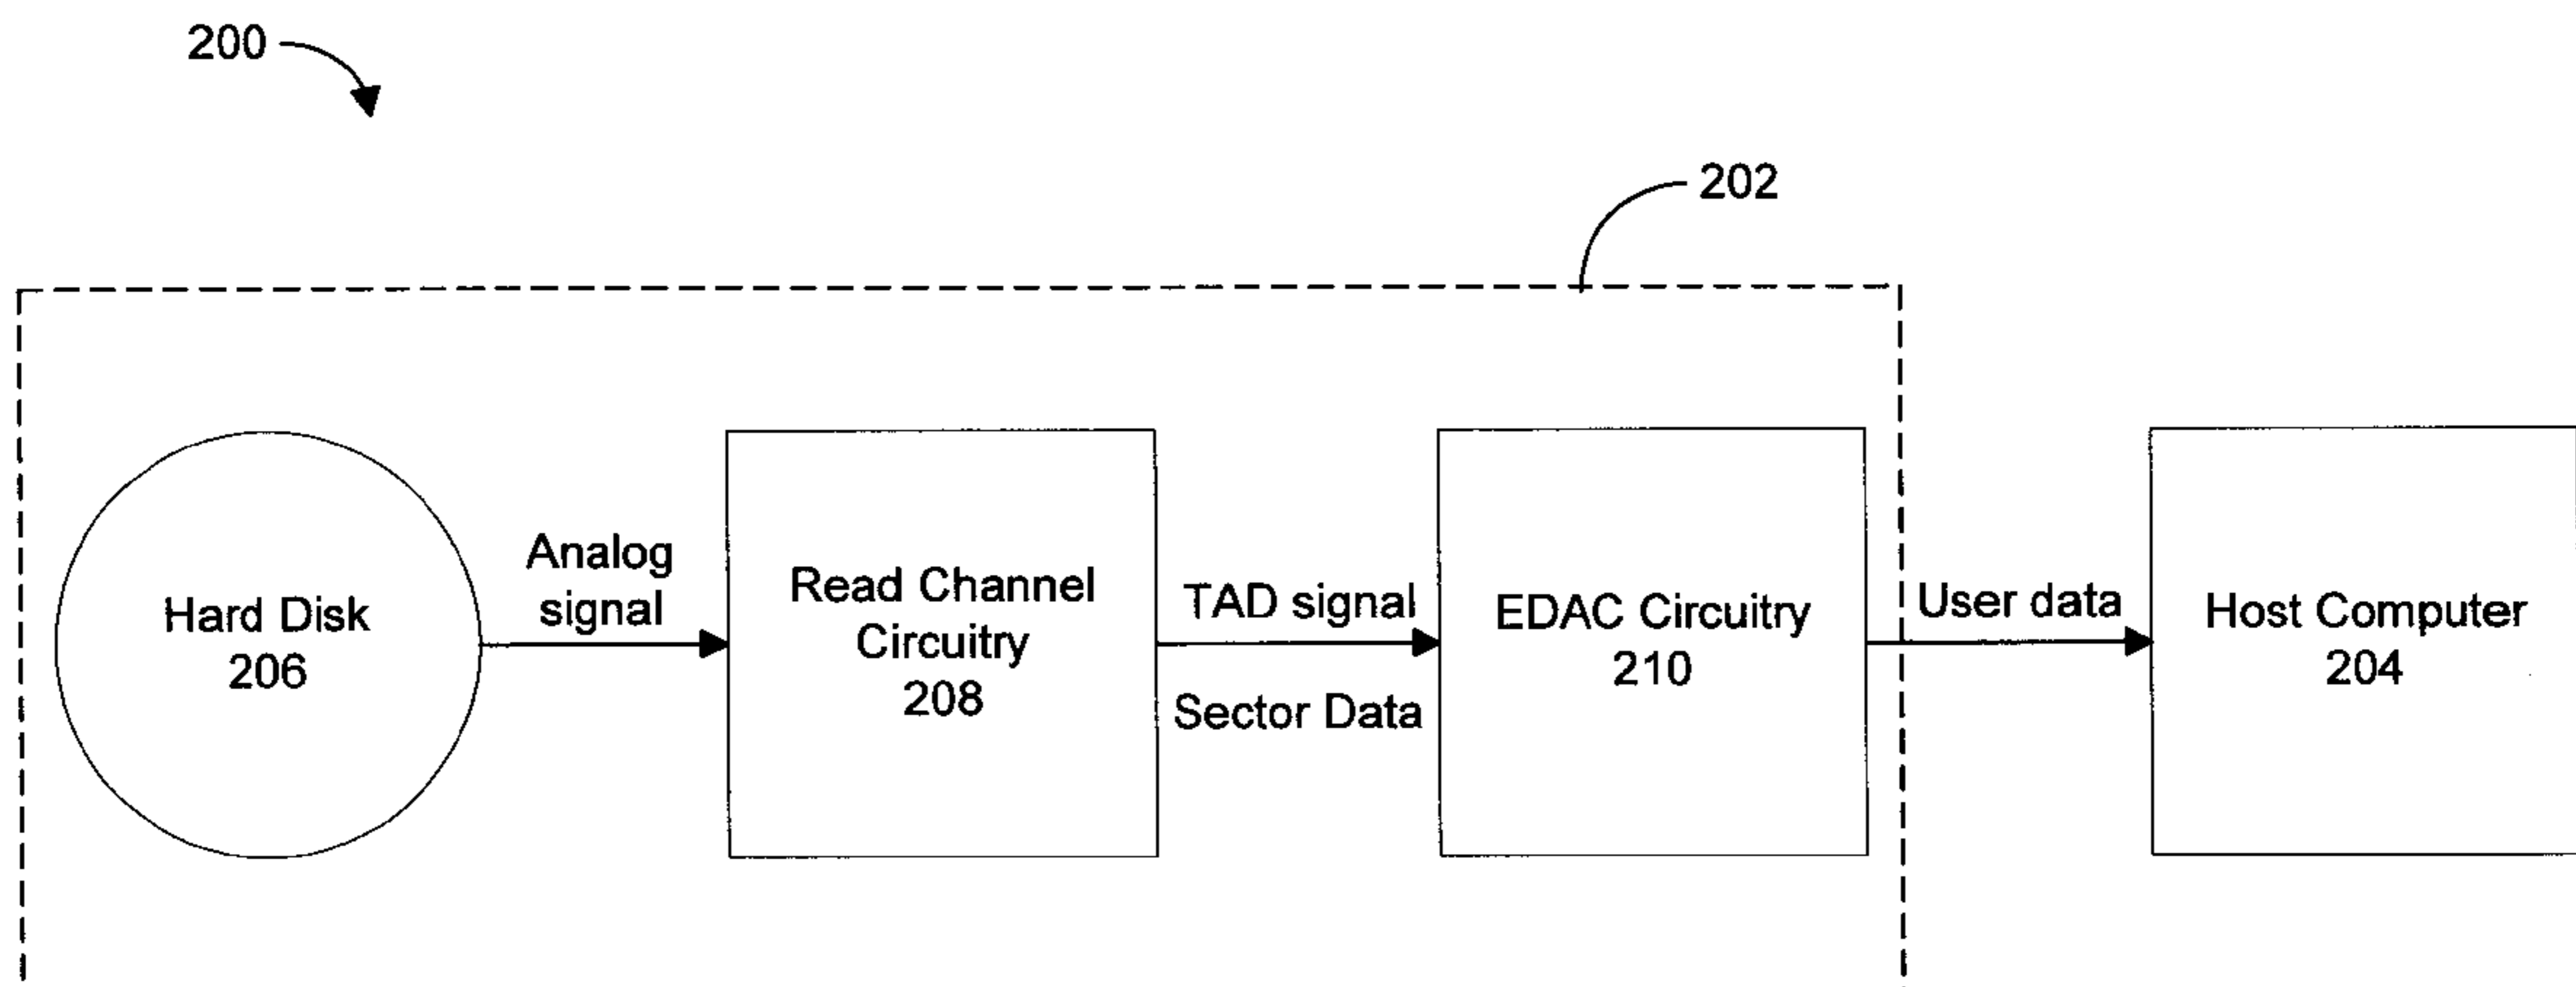 200
202
Hard Disk
206
Analog
signal
Read Channel
Circuitry
208
TAD signal
Sector Data
EDAC Circuitry
210
User data
Host Computer
204